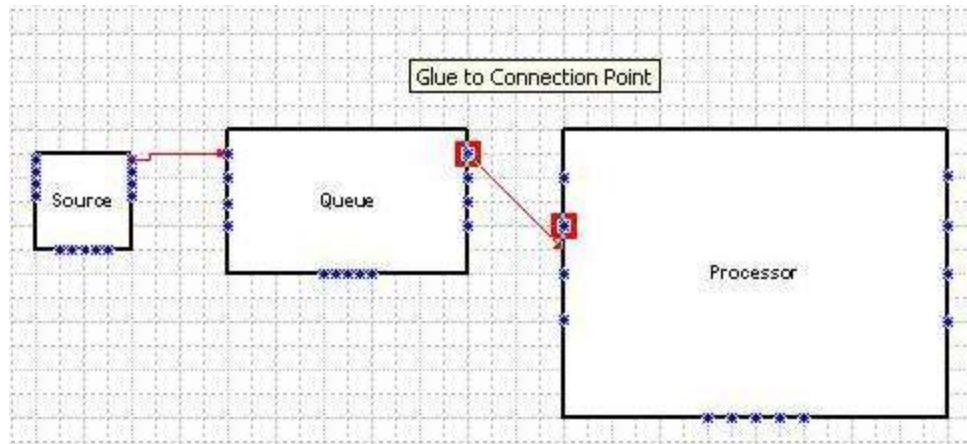 Glue to Connection Point
Source
Queue
Processor